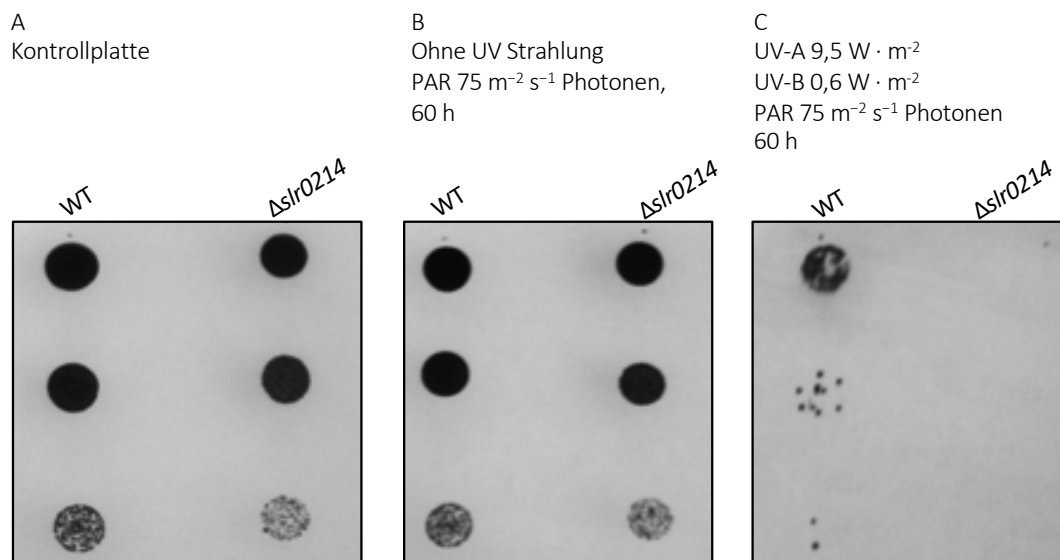 A
Kontrollplatte
B
Ohne UV Strahlung
PAR 75 m⁻² s⁻¹ Photonen,
60 h
C
UV-A 9,5 W · m⁻²
UV-B 0,6 W · m⁻²
PAR 75 m⁻² s⁻¹ Photonen
60 h
WT
Δslr0214
WT
Δslr0214
WT
Δslr0214